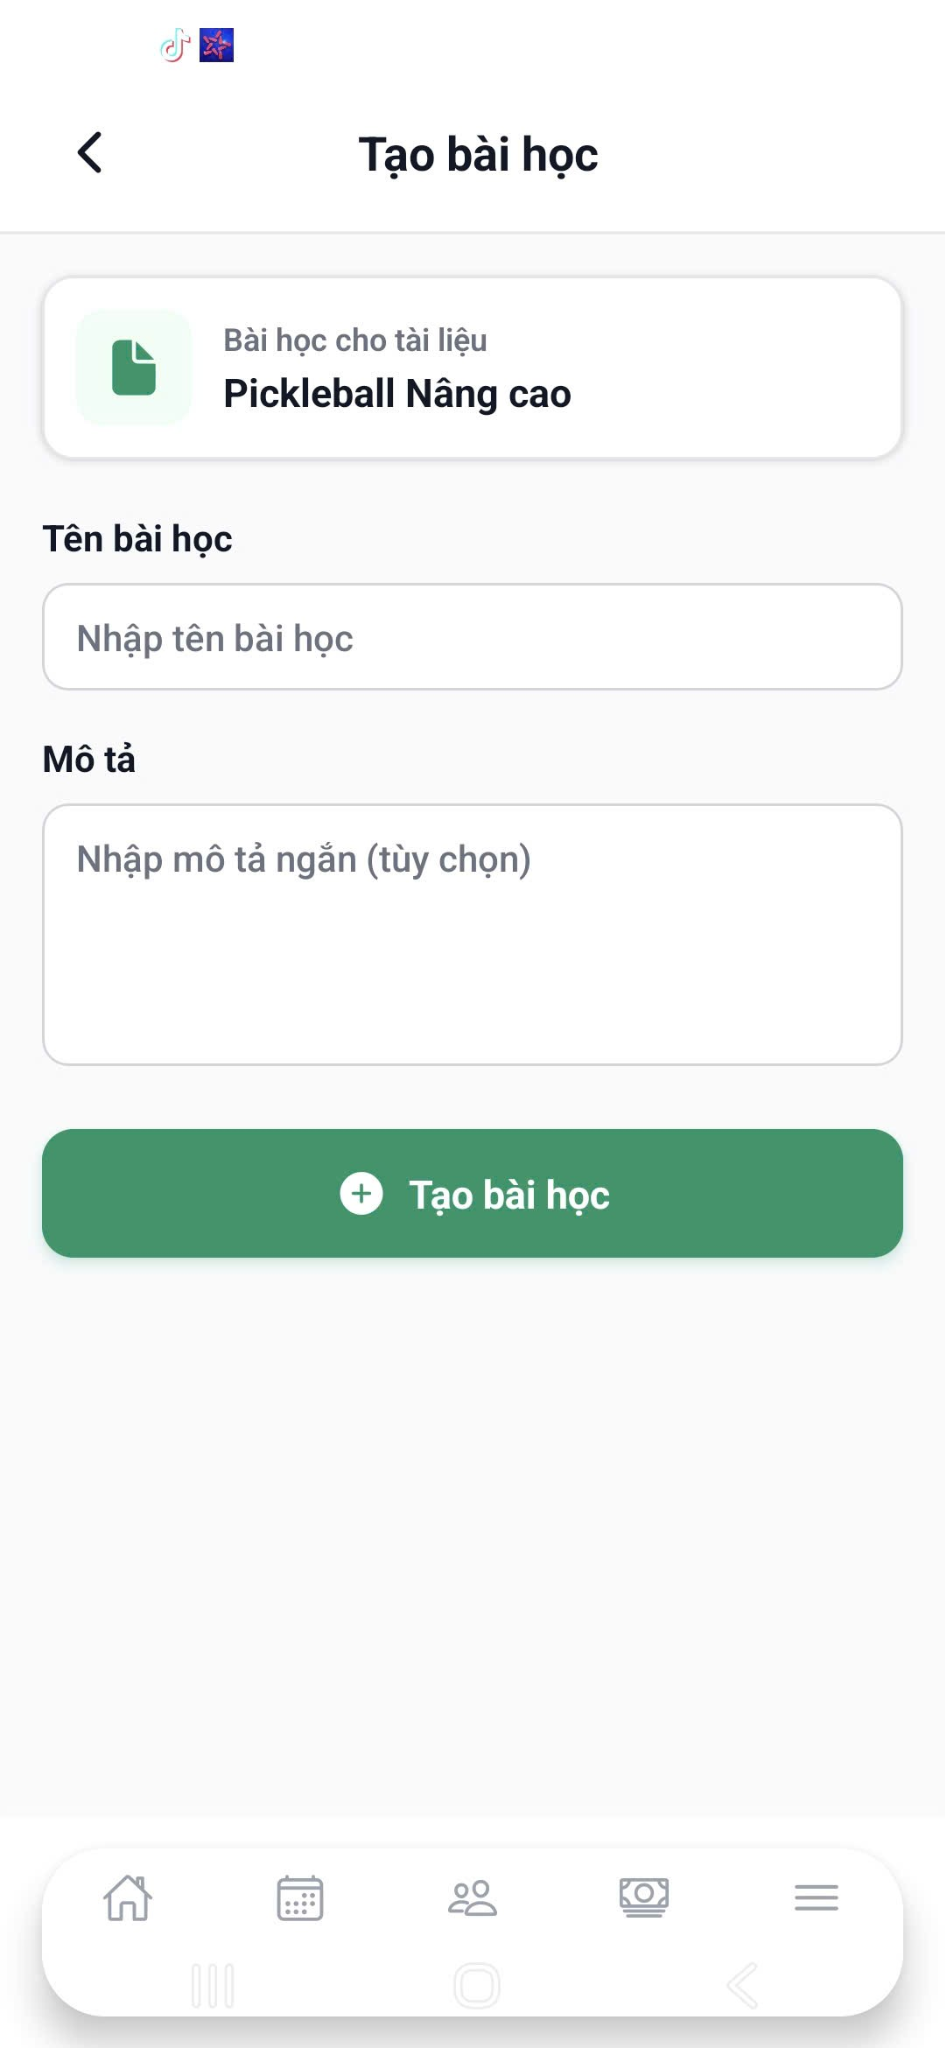 Tạo bài học
Bài học cho tài liệu
Pickleball Nâng cao
Tên bài học
Nhập tên bài học
Mô tả
Nhập mô tả ngắn (tùy chọn)
Tạo bài học